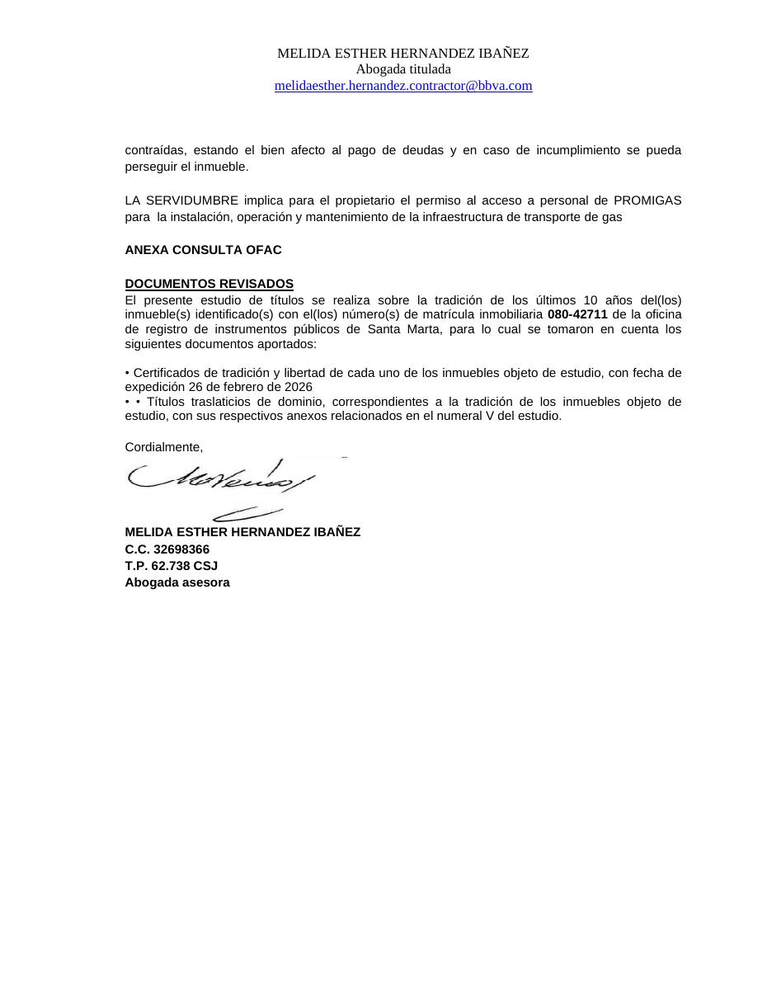 MELIDA ESTHER HERNANDEZ IBAÑEZ
Abogada titulada
melidaesther.hernandez.contractor@bbva.com
contraídas, estando el bien afecto al pago de deudas y en caso de incumplimiento se pueda
perseguir el inmueble.
LA SERVIDUMBRE implica para el propietario el permiso al acceso a personal de PROMIGAS
para  la instalación, operación y mantenimiento de la infraestructura de transporte de gas
ANEXA CONSULTA OFAC
DOCUMENTOS REVISADOS
El presente estudio de títulos se realiza sobre la tradición de los últimos 10 años del(los)
inmueble(s) identificado(s) con el(los) número(s) de matrícula inmobiliaria 080-42711 de la oficina
de registro de instrumentos públicos de Santa Marta, para lo cual se tomaron en cuenta los
siguientes documentos aportados:
• Certificados de tradición y libertad de cada uno de los inmuebles objeto de estudio, con fecha de
expedición 26 de febrero de 2026
• • Títulos traslaticios de dominio, correspondientes a la tradición de los inmuebles objeto de
estudio, con sus respectivos anexos relacionados en el numeral V del estudio.
Cordialmente,
MELIDA ESTHER HERNANDEZ IBAÑEZ
C.C. 32698366
T.P. 62.738 CSJ
Abogada asesora